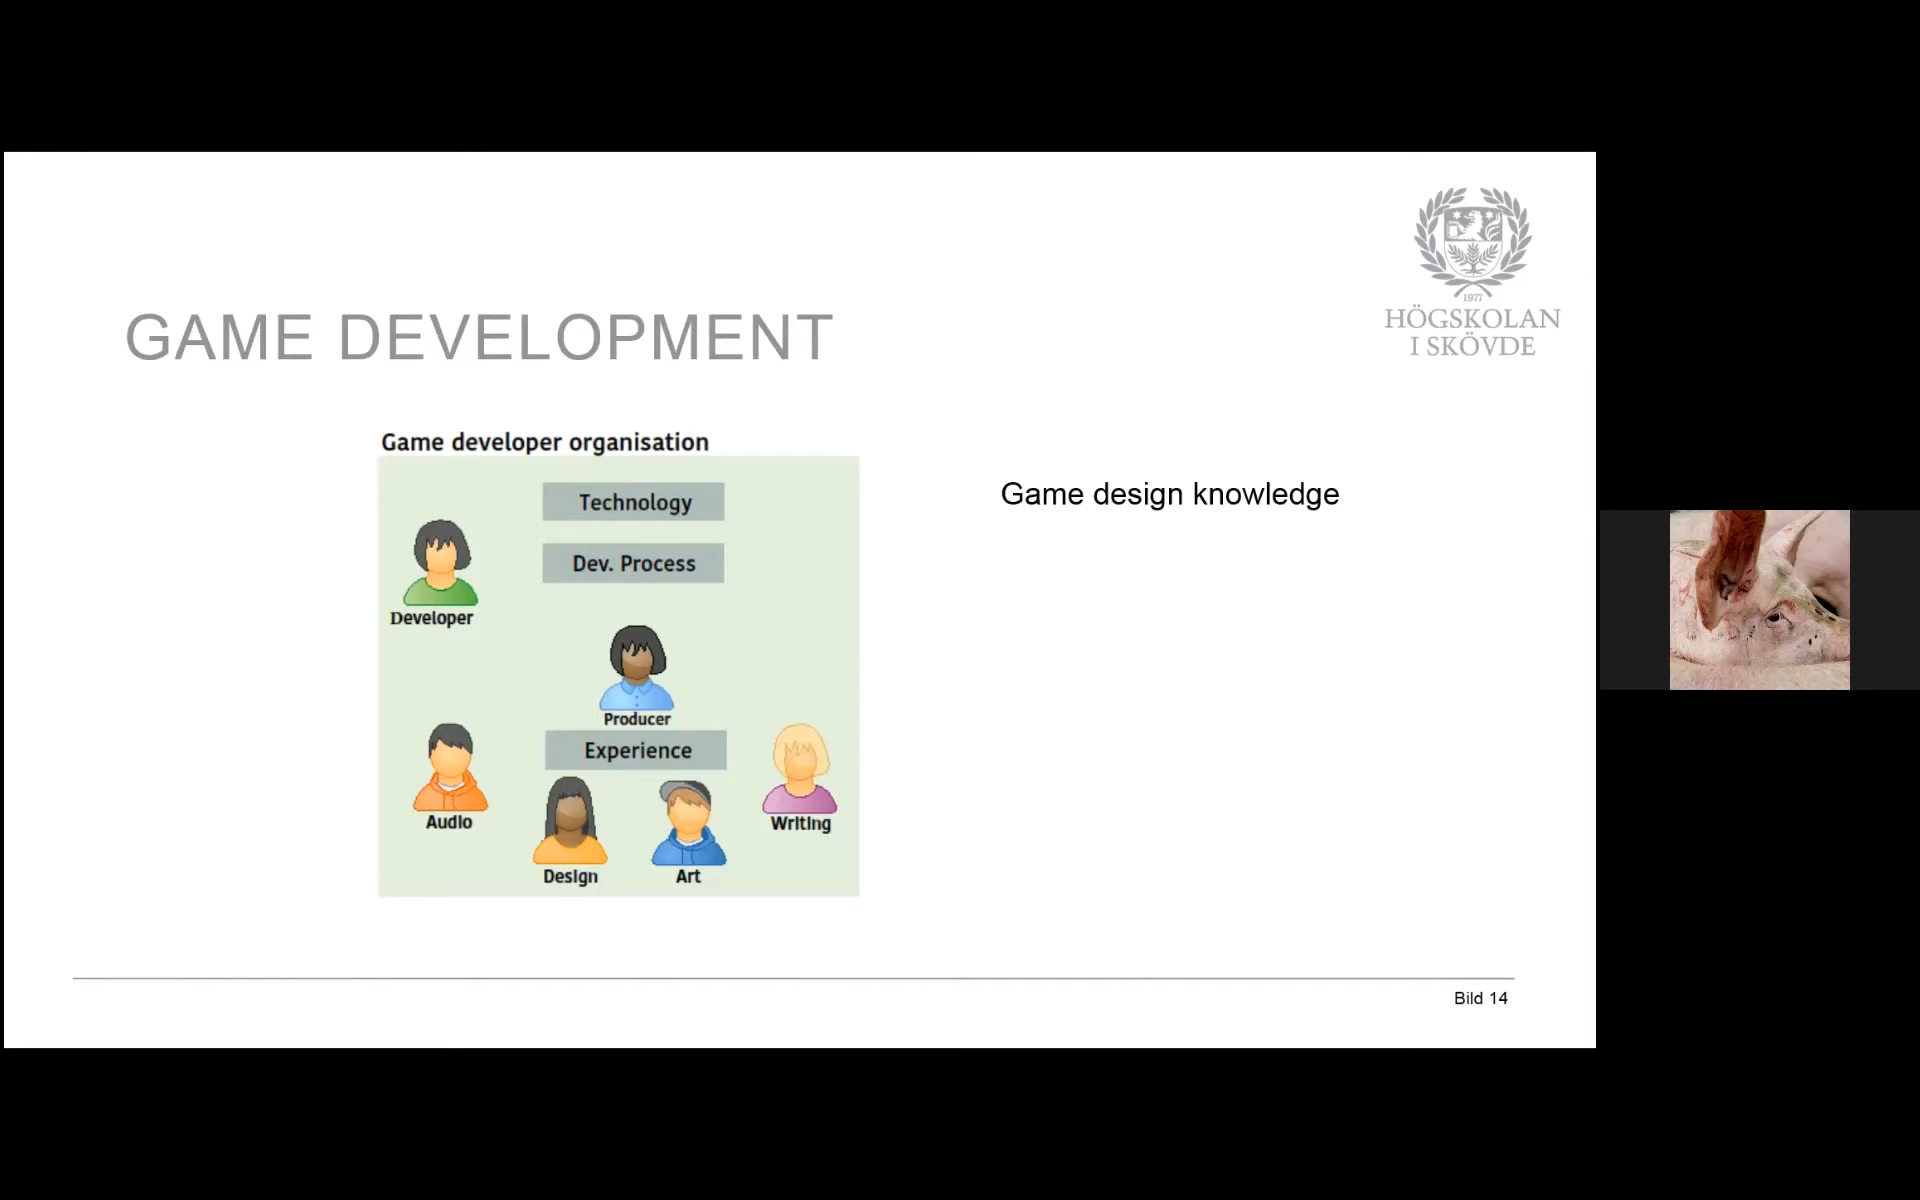 1977
HÖGSKOLAN
I SKÖVDE
GAME DEVELOPMENT
Game developer organisation
Technology
Dev. Process
Developer
Producer
Experience
Audio
Writing
Design
Art
Game design knowledge
Bild 14